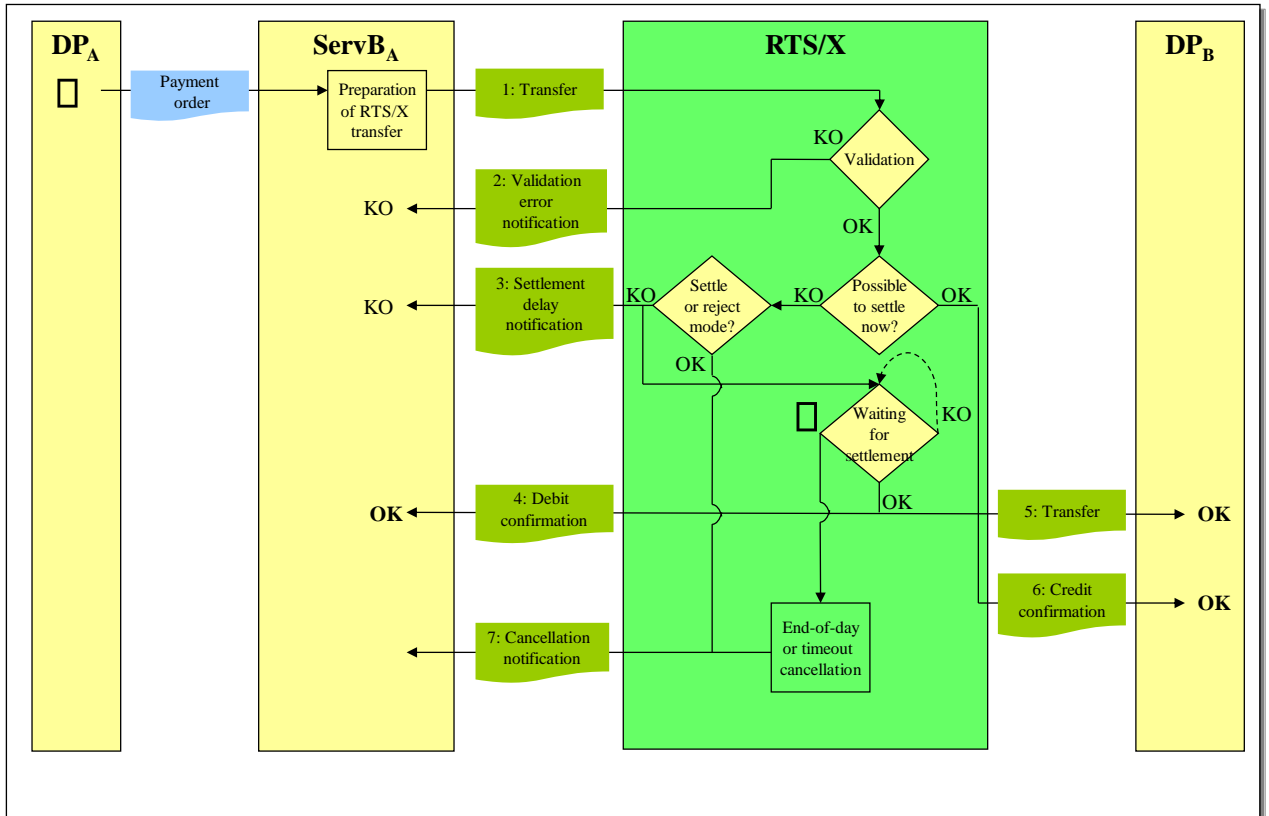 DPA
ServBA
RTS/X
DPB
Payment
order
Preparation
of RTS/X
transfer
1: Transfer
KO
Validation
2: Validation
error
notification
KO
OK
3: Settlement
delay
notification
KO
KO
Settle
or reject
mode?
KO
Possible
to settle
now?
OK
OK
Waiting
for
settlement
KO
OK
OK
4: Debit
confirmation
5: Transfer
OK
6: Credit
confirmation
OK
7: Cancellation
notification
End-of-day
or timeout
cancellation